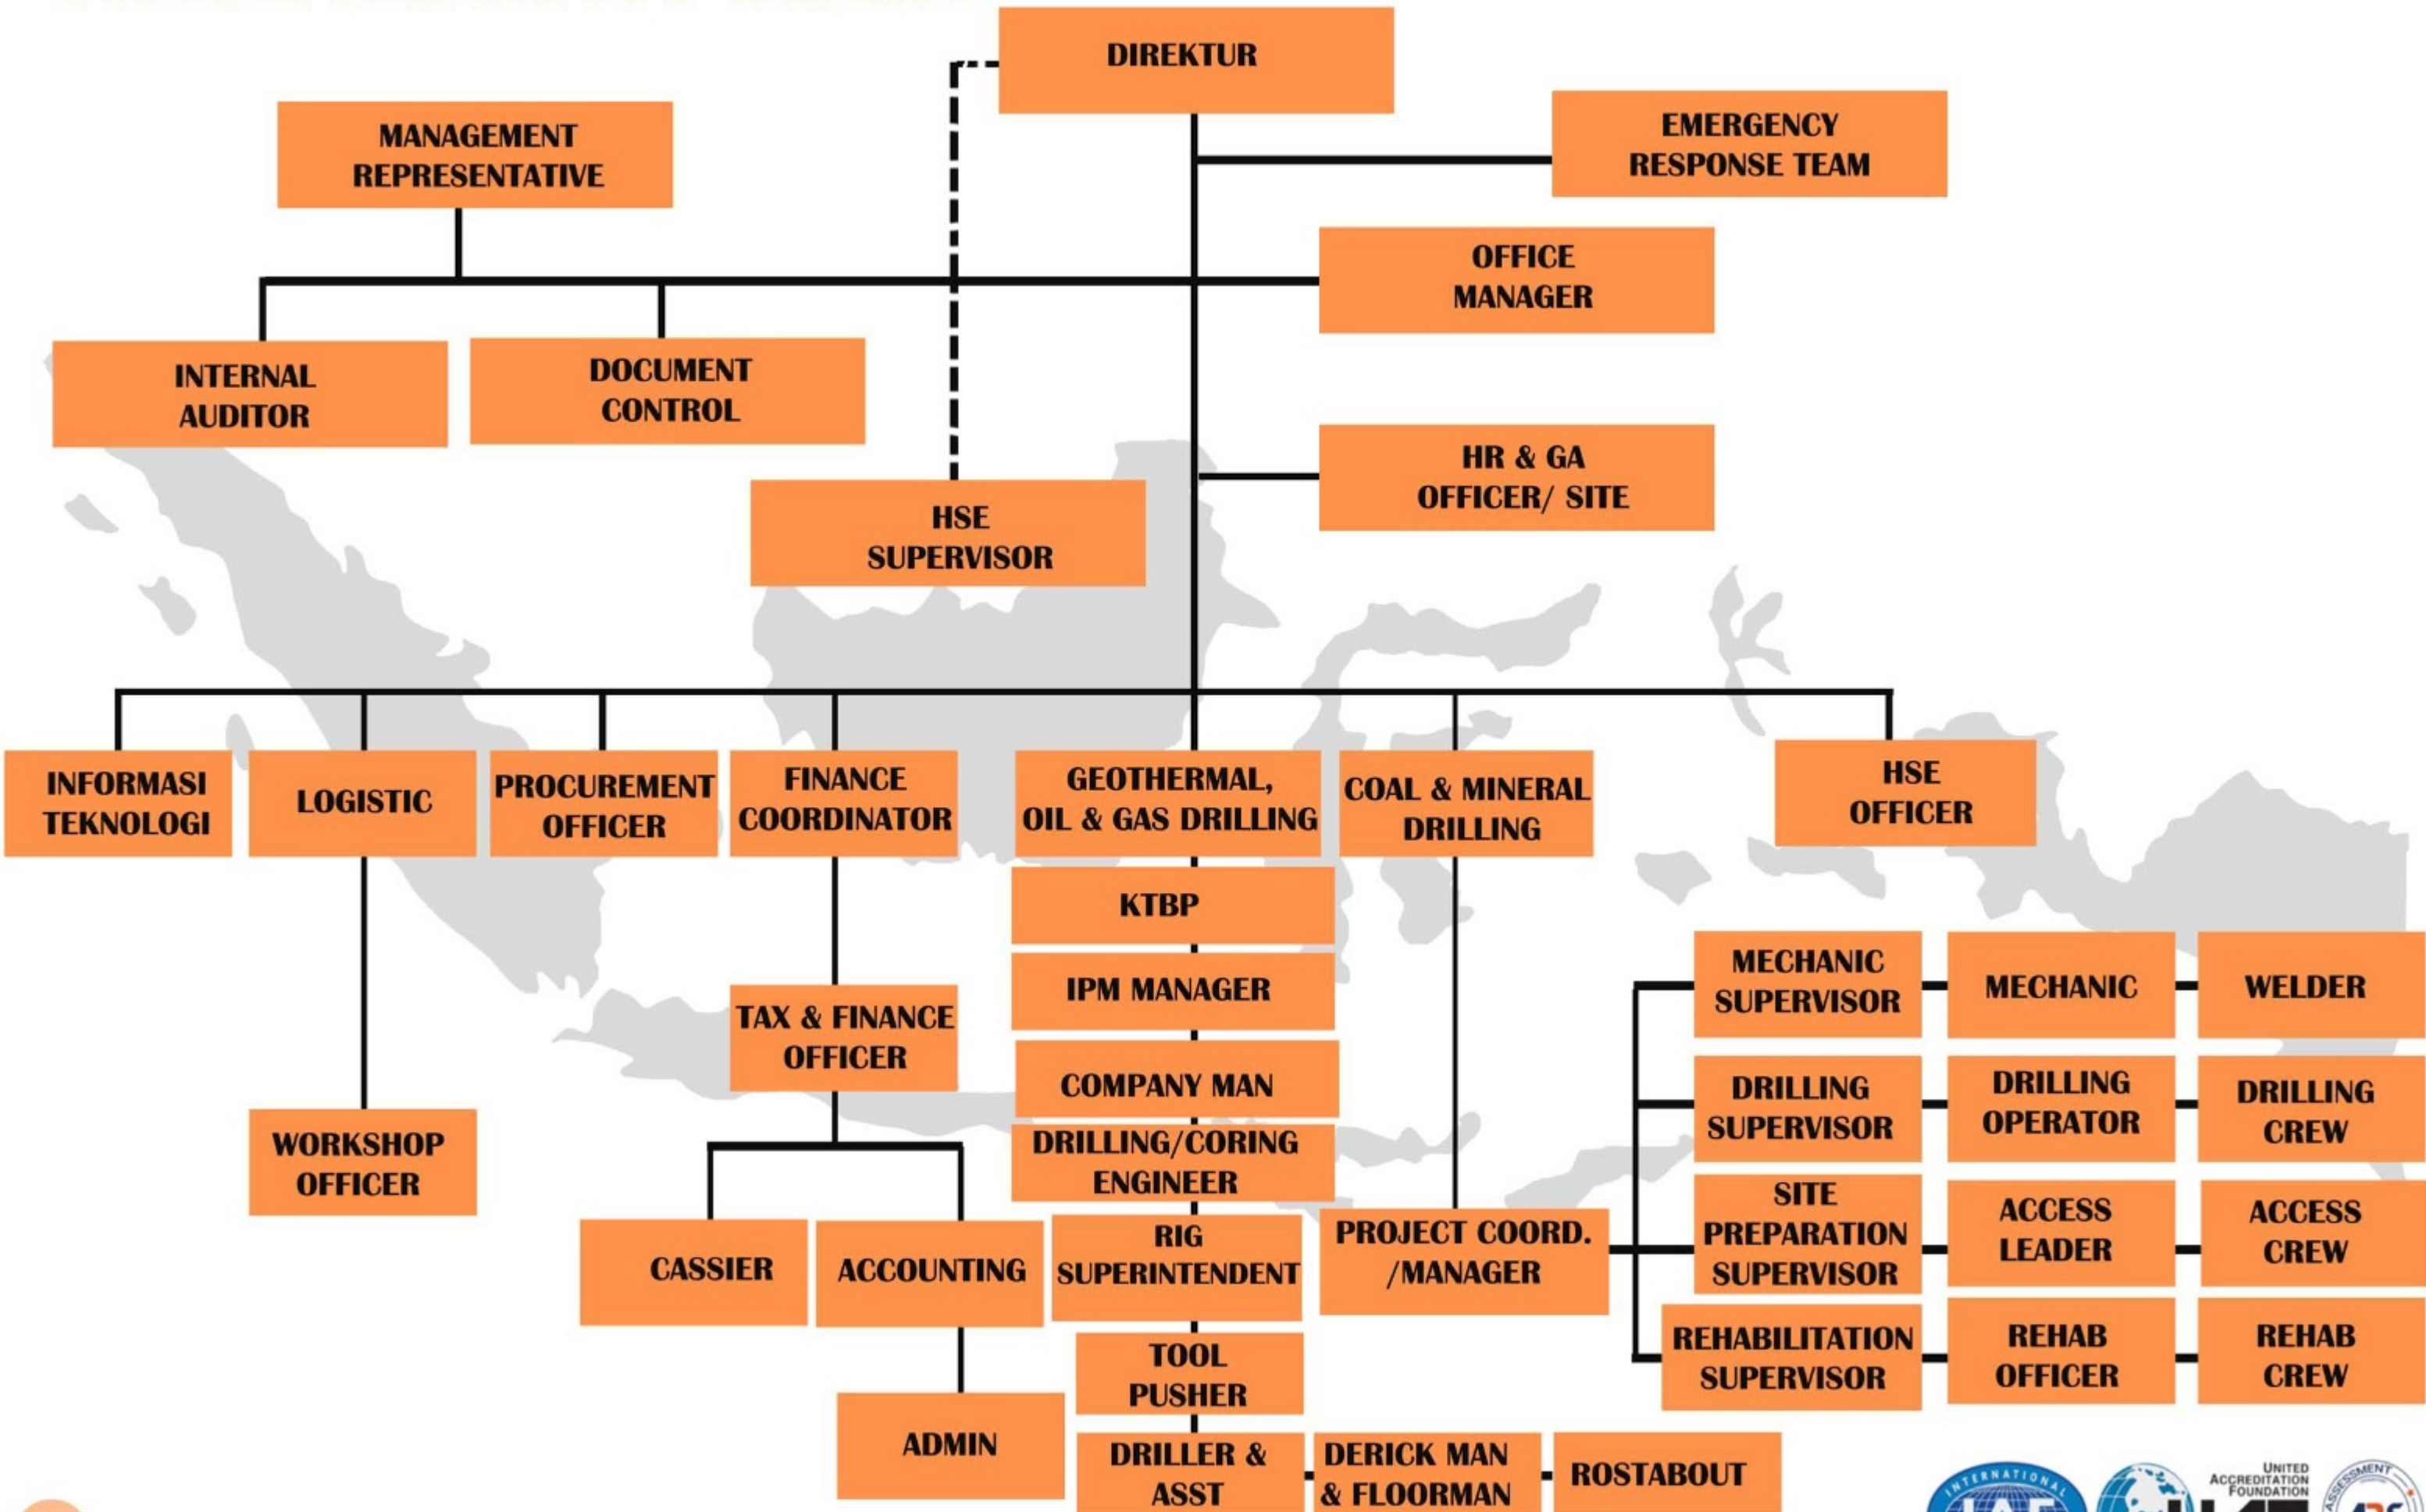 DIREKTUR
MANAGEMENT
REPRESENTATIVE
EMERGENCY
RESPONSE TEAM
OFFICE
MANAGER
INTERNAL
AUDITOR
DOCUMENT
CONTROL
HR & GA
OFFICER/ SITE
HSE
SUPERVISOR
INFORMASI
TEKNOLOGI
LOGISTIC
PROCUREMENT
OFFICER
FINANCE
COORDINATOR
GEOTHERMAL,
OIL & GAS DRILLING
COAL & MINERAL
DRILLING
HSE
OFFICER
KTBP
IPM MANAGER
COMPANY MAN
DRILLING/CORING
ENGINEER
RIG
SUPERINTENDENT
TOOL
PUSHER
DRILLER &
ASST
DERICK MAN
& FLOORMAN
ROSTABOUT
TAX & FINANCE
OFFICER
WORKSHOP
OFFICER
CASSIER
ACCOUNTING
ADMIN
PROJECT COORD.
/MANAGER
MECHANIC
SUPERVISOR
MECHANIC
WELDER
DRILLING
SUPERVISOR
DRILLING
OPERATOR
DRILLING
CREW
SITE
PREPARATION
SUPERVISOR
ACCESS
LEADER
ACCESS
CREW
REHABILITATION
SUPERVISOR
REHAB
OFFICER
REHAB
CREW
INTERNATIONAL
UNITED
ACCREDITATION
FOUNDATION